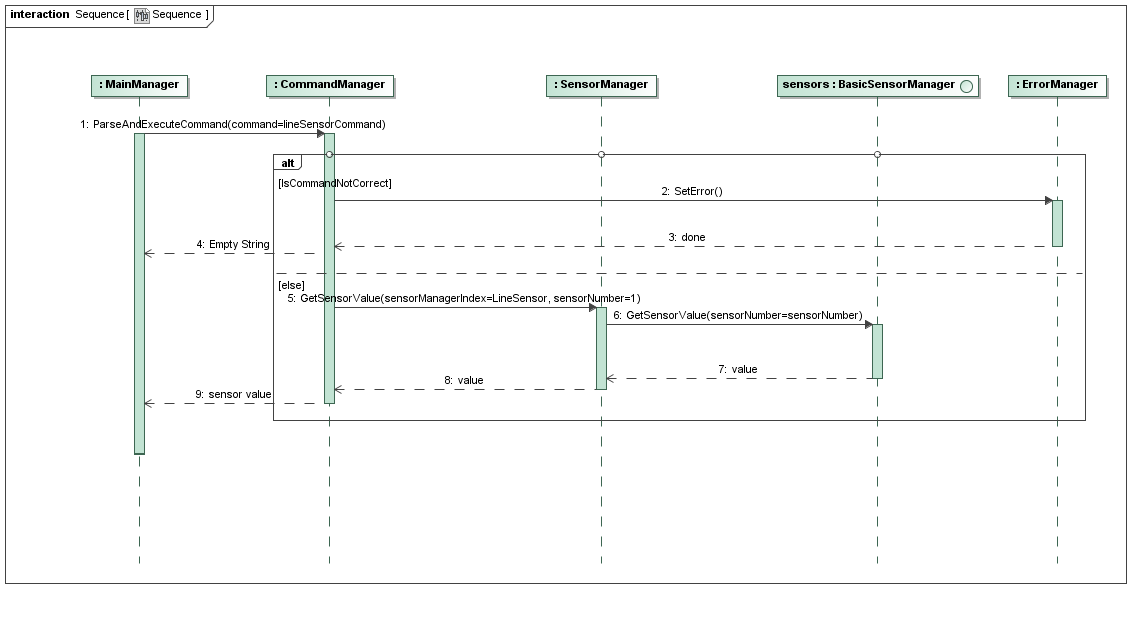 interaction Sequence[ Sequence ]
: MainManager
: CommandManager
: SensorManager
sensors : BasicSensorManager
: ErrorManager
1: ParseAndExecuteCommand(command=lineSensorCommand)
alt
[IsCommandNotCorrect]
2: SetError()
3: done
4: Empty String
[else]
5: GetSensorValue(sensorManagerIndex=LineSensor, sensorNumber=1)
6: GetSensorValue(sensorNumber=sensorNumber)
7: value
8: value
9: sensor value